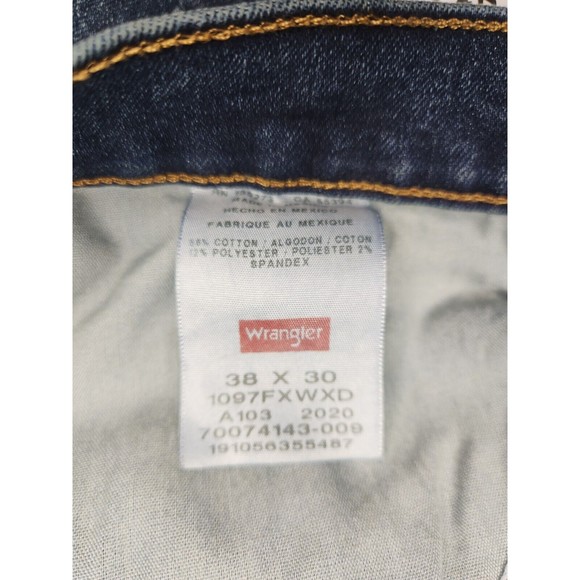 HECHO EN MEXICO
FABRIQUE AU MEXIQUE
COTTON / ALGODON / COTON
12% POLYESTER / POLIESTER 2%
SPANDEX
Wrangler
38 X 30
1097FXWXD
A103 2020
70074143-009
191056355487